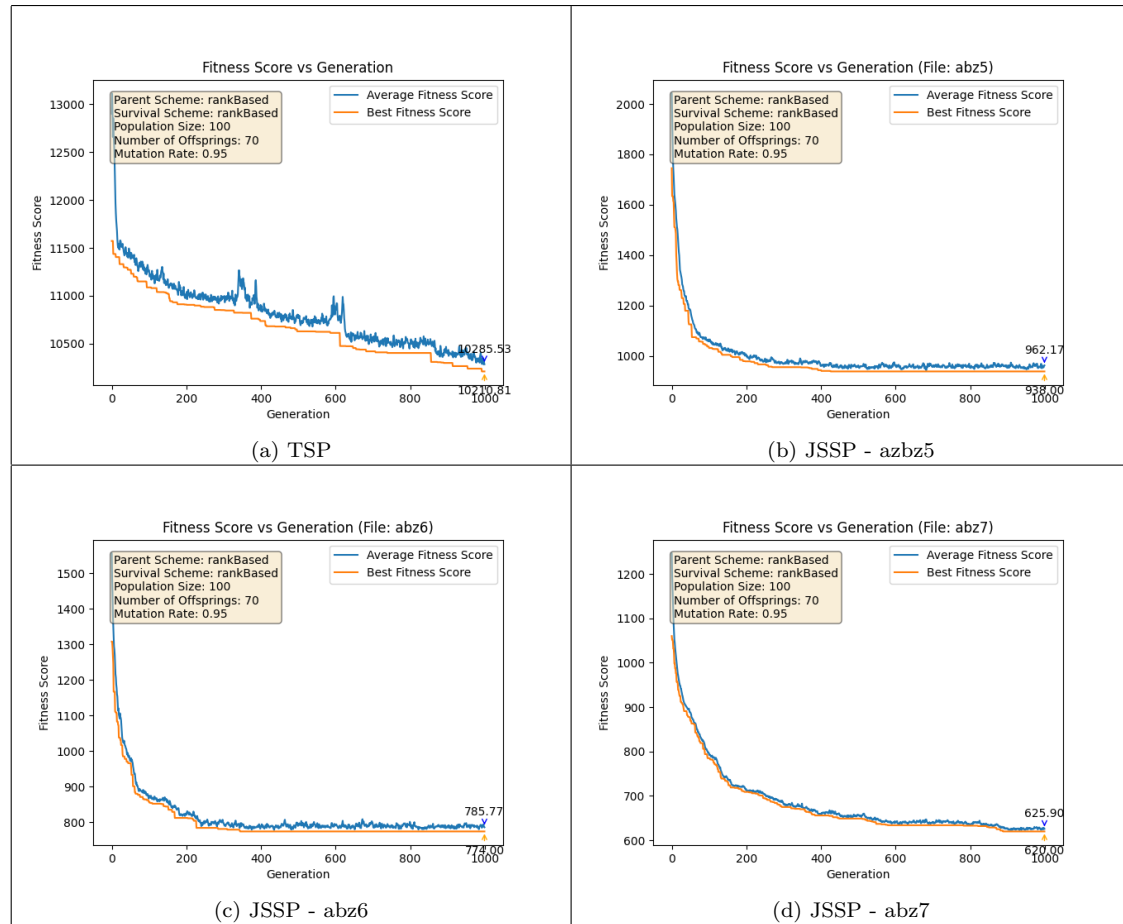 Fitness Score vs Generation
13000
12500
12000
11500
11000
10500
Fitness Score
Parent Scheme: rankBased
Survival Scheme: rankBased
Population Size: 100
Number of Offsprings: 70
Mutation Rate: 0.95
Average Fitness Score
Best Fitness Score
10285.53
10210.81
0 200 400 600 800 1000
Generation
(a) TSP
Fitness Score vs Generation (File: abz5)
2000
1800
1600
1400
1200
1000
Fitness Score
Parent Scheme: rankBased
Survival Scheme: rankBased
Population Size: 100
Number of Offsprings: 70
Mutation Rate: 0.95
Average Fitness Score
Best Fitness Score
962.17
938.00
0 200 400 600 800 1000
Generation
(b) JSSP - azbz5
Fitness Score vs Generation (File: abz6)
1500
1400
1300
1200
1100
1000
900
800
Fitness Score
Parent Scheme: rankBased
Survival Scheme: rankBased
Population Size: 100
Number of Offsprings: 70
Mutation Rate: 0.95
Average Fitness Score
Best Fitness Score
785.77
774.00
0 200 400 600 800 1000
Generation
(c) JSSP - abz6
Fitness Score vs Generation (File: abz7)
1200
1100
1000
900
800
700
600
Fitness Score
Parent Scheme: rankBased
Survival Scheme: rankBased
Population Size: 100
Number of Offsprings: 70
Mutation Rate: 0.95
Average Fitness Score
Best Fitness Score
625.90
620.00
0 200 400 600 800 1000
Generation
(d) JSSP - abz7